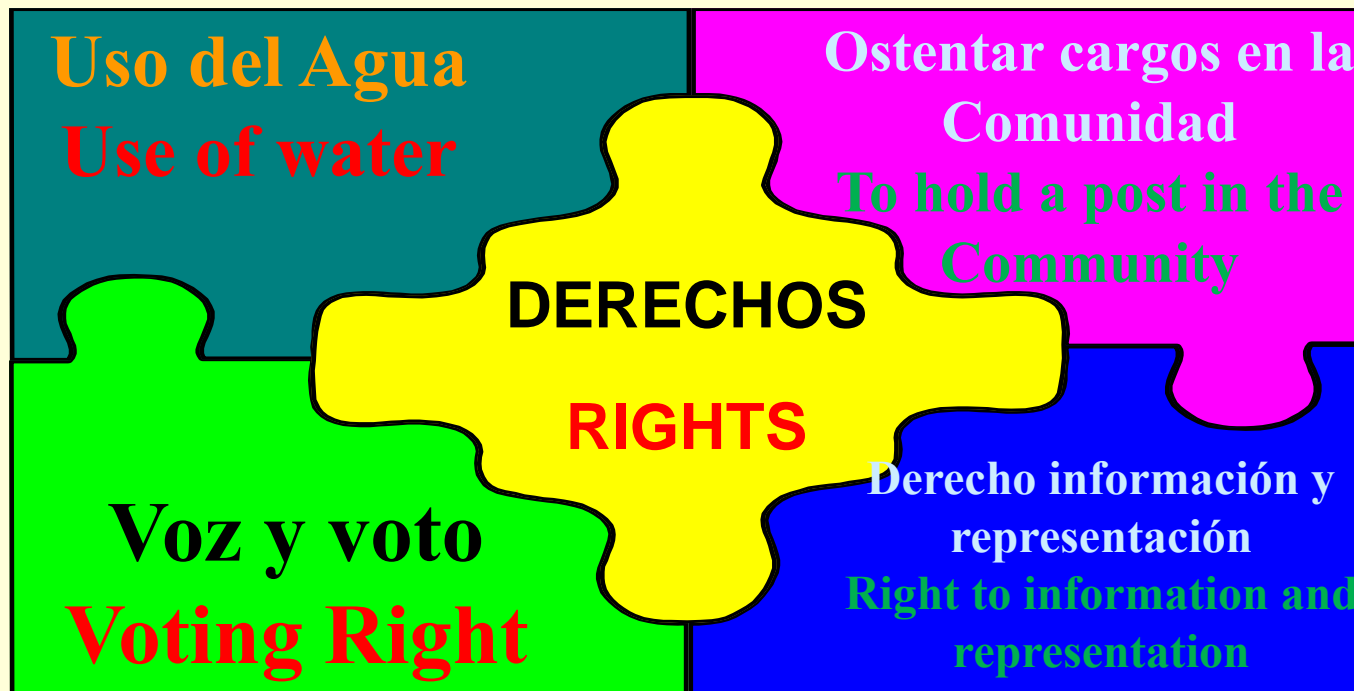 Uso del Agua
Use of water
Ostentar cargos en la
Comunidad
To hold a post in the
Community
DERECHOS
RIGHTS
Voz y voto
Voting Right
Derecho información y
representación
Right to information and
representation